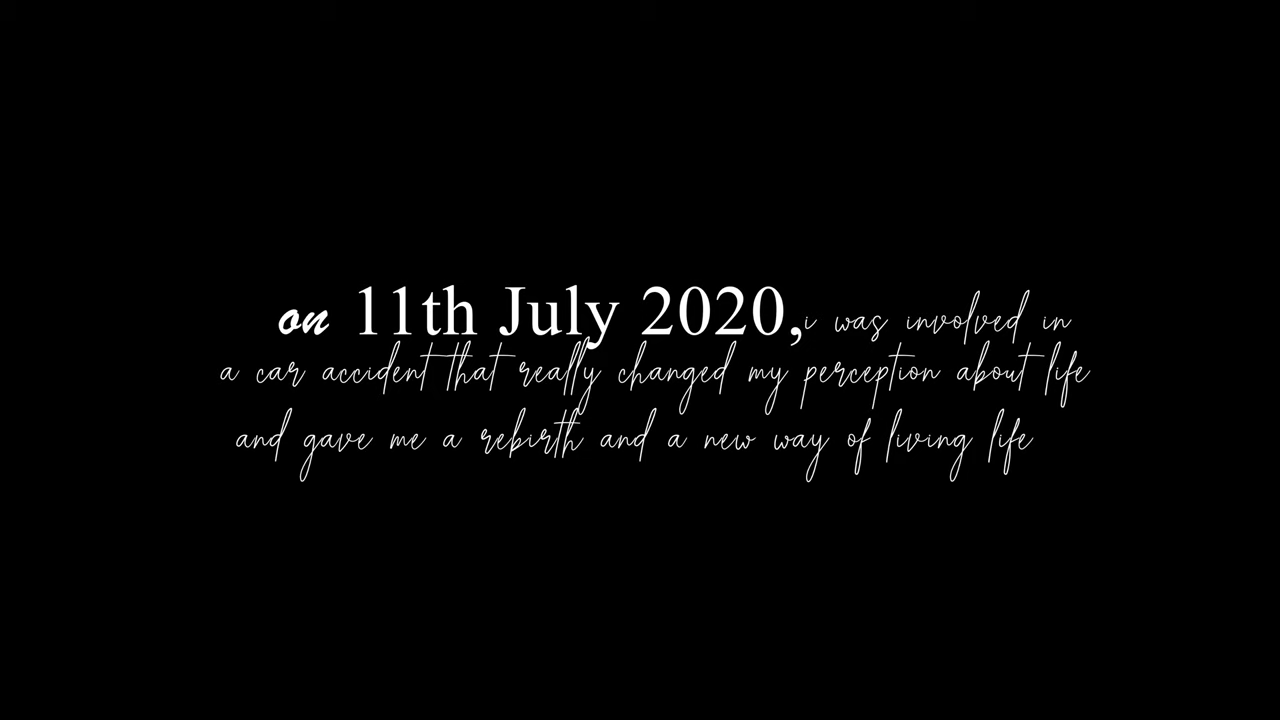 on 11th July 2020,i was involved in
a car accident that really changed my perception about life
and gave me a rebirth and a new way of living life